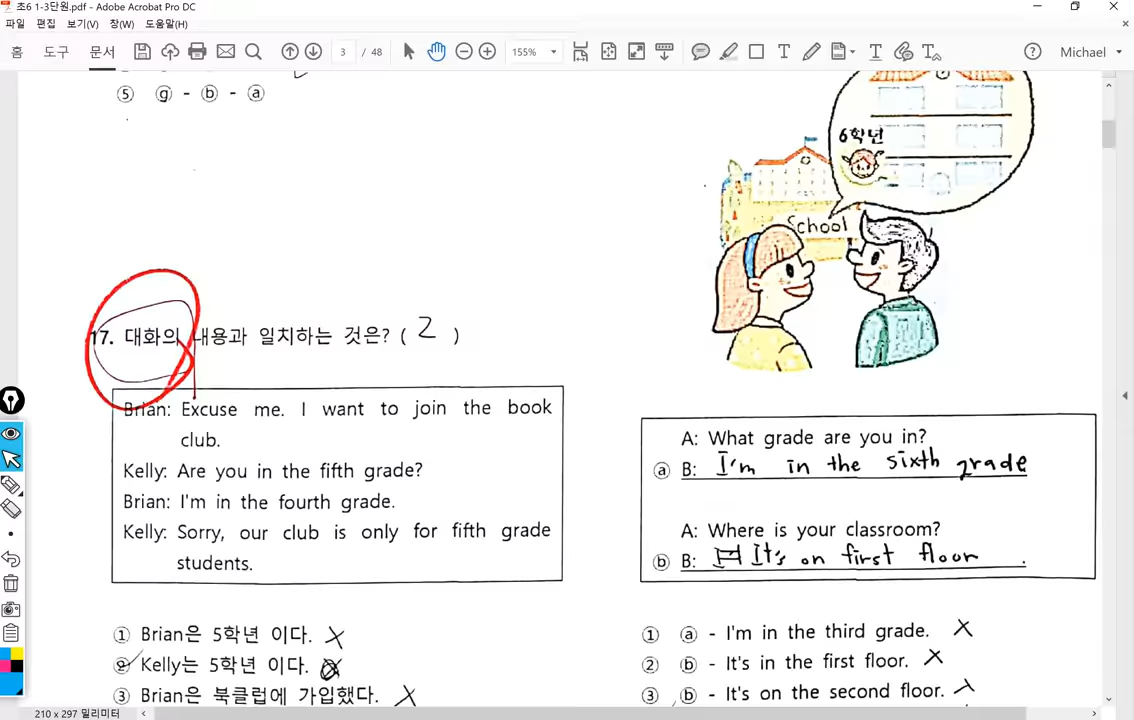 초6 1-3단원.pdf - Adobe Acrobat Pro DC
파일 편집 보기(V) 창(W) 도움말(H)
홈 도구 문서 3 / 48 155% Michael
⑤ ⓖ - ⓑ - ⓐ
17. 대화의 내용과 일치하는 것은? ( 2 )
Brian: Excuse me. I want to join the book
club.
Kelly: Are you in the fifth grade?
Brian: I'm in the fourth grade.
Kelly: Sorry, our club is only for fifth grade
students.
① Brian은 5학년 이다. X
② Kelly는 5학년 이다.
③ Brian은 북클럽에 가입했다. X
6학년
School
A: What grade are you in?
ⓐ B: I'm in the sixth grade
A: Where is your classroom?
ⓑ B: It's on first floor .
① ⓐ - I'm in the third grade. X
② ⓑ - It's in the first floor. X
③ ⓑ - It's on the second floor. X
210 x 297 밀리미터